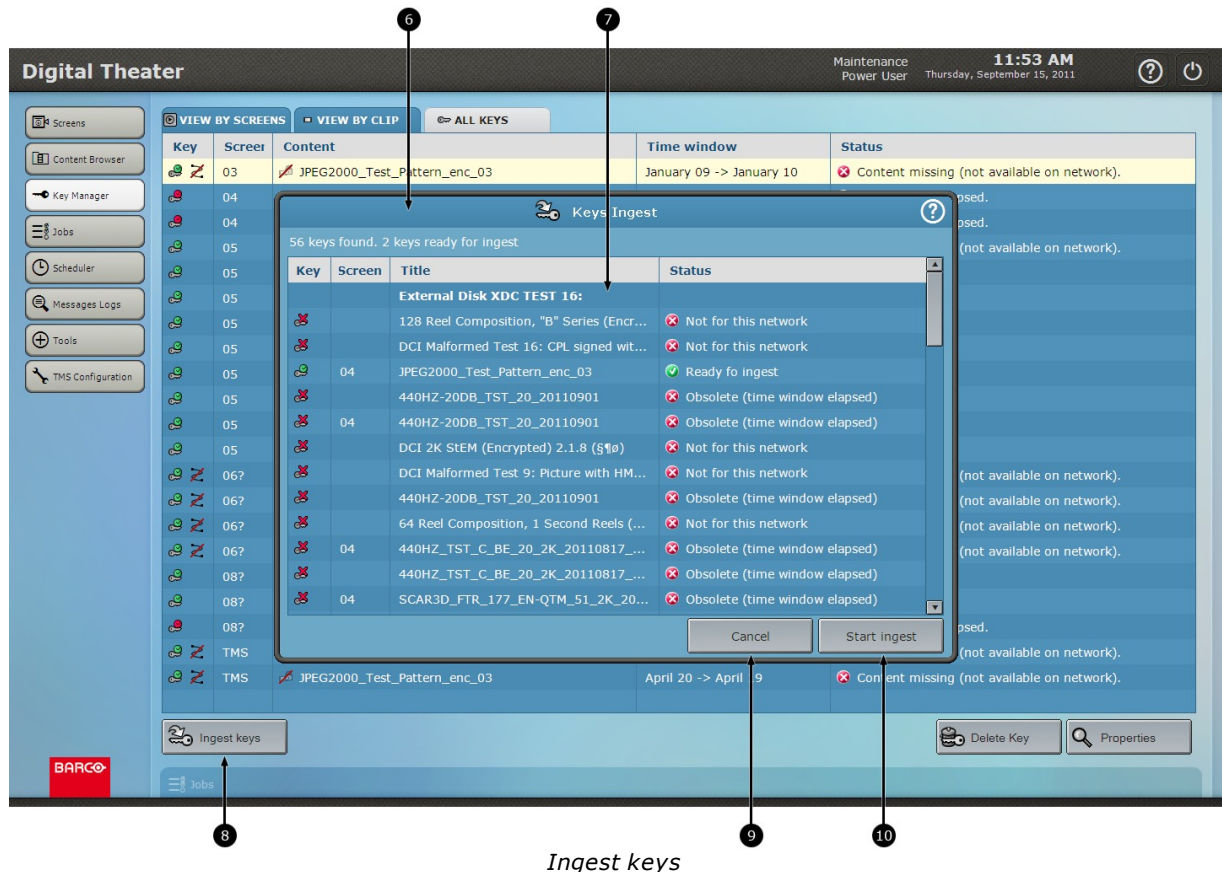 6 7
Digital Theater
Maintenance
Power User
11:53 AM
Thursday, September 15, 2011
Screens
Content Browser
Key Manager
Jobs
Scheduler
Messages Logs
Tools
TMS Configuration
VIEW BY SCREENS VIEW BY CLIP ALL KEYS
Key Screer Content Time window Status
03 JPEG2000_Test_Pattern_enc_03 January 09 -> January 10 Content missing (not available on network).
04 psed.
04 psed.
05 (not available on network).
05
05
05
05
05
05
05
05
06? (not available on network).
06? (not available on network).
06? (not available on network).
06? (not available on network).
08?
08?
08? psed.
TMS (not available on network).
TMS JPEG2000_Test_Pattern_enc_03 April 20 -> April 9 Content missing (not available on network).
Keys Ingest
56 keys found. 2 keys ready for ingest
Key Screen Title Status
External Disk XDC TEST 16:
128 Reel Composition, "B" Series (Encr... Not for this network
DCI Malformed Test 16: CPL signed wit... Not for this network
04 JPEG2000_Test_Pattern_enc_03 Ready fo ingest
440HZ-20DB_TST_20_20110901 Obsolete (time window elapsed)
04 440HZ-20DB_TST_20_20110901 Obsolete (time window elapsed)
DCI 2K StEM (Encrypted) 2.1.8 (§¶ø) Not for this network
DCI Malformed Test 9: Picture with HM... Not for this network
440HZ-20DB_TST_20_20110901 Obsolete (time window elapsed)
64 Reel Composition, 1 Second Reels (... Not for this network
04 440HZ_TST_C_BE_20_2K_20110817_... Obsolete (time window elapsed)
440HZ_TST_C_BE_20_2K_20110817_... Obsolete (time window elapsed)
04 SCAR3D_FTR_177_EN-QTM_51_2K_20... Obsolete (time window elapsed)
Cancel Start ingest
Ingest keys Delete Key Properties
BARCO
Jobs
8 9 10
Ingest keys